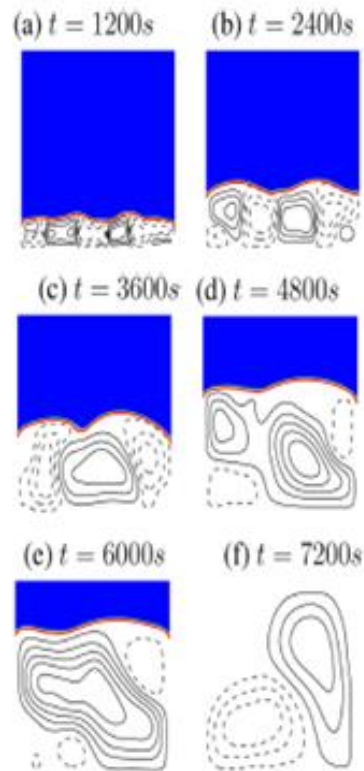 (a) t = 1200s
(b) t = 2400s
(c) t = 3600s
(d) t = 4800s
(e) t = 6000s
(f) t = 7200s